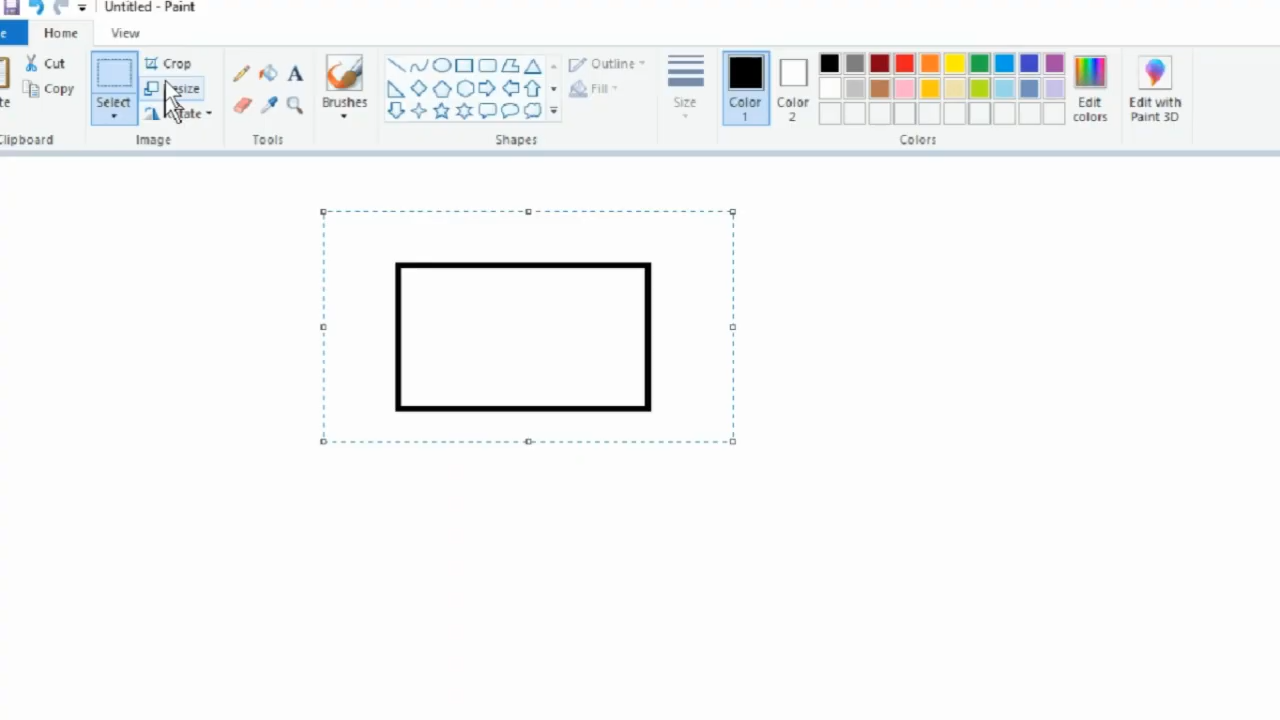 Untitled - Paint
Home View
Cut
Copy
Clipboard
Select
Crop
Image
Tools
Brushes
Shapes
Outline
Fill
Size
Color 1
Color 2
Colors
Edit colors
Edit with Paint 3D